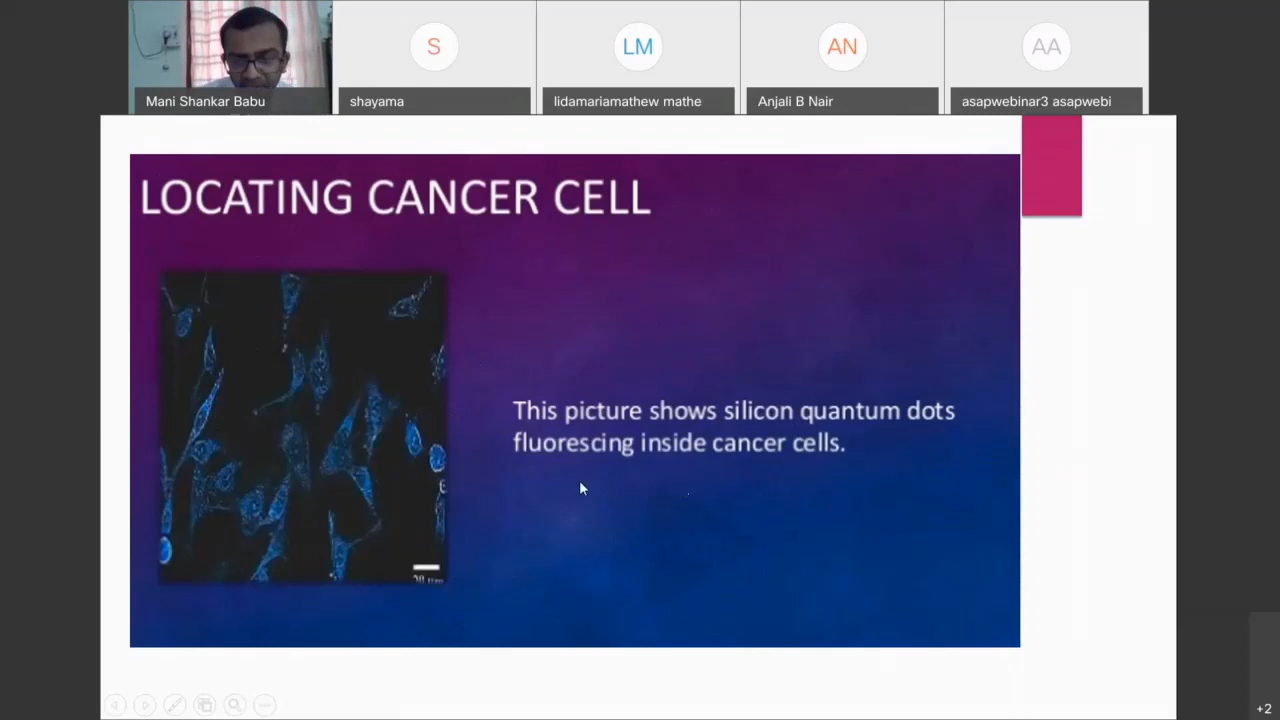 S
LM
AN
AA
Mani Shankar Babu
shayama
lidamariamathew mathe
Anjali B Nair
asapwebinar3 asapwebi
LOCATING CANCER CELL
This picture shows silicon quantum dots
fluorescing inside cancer cells.
+2